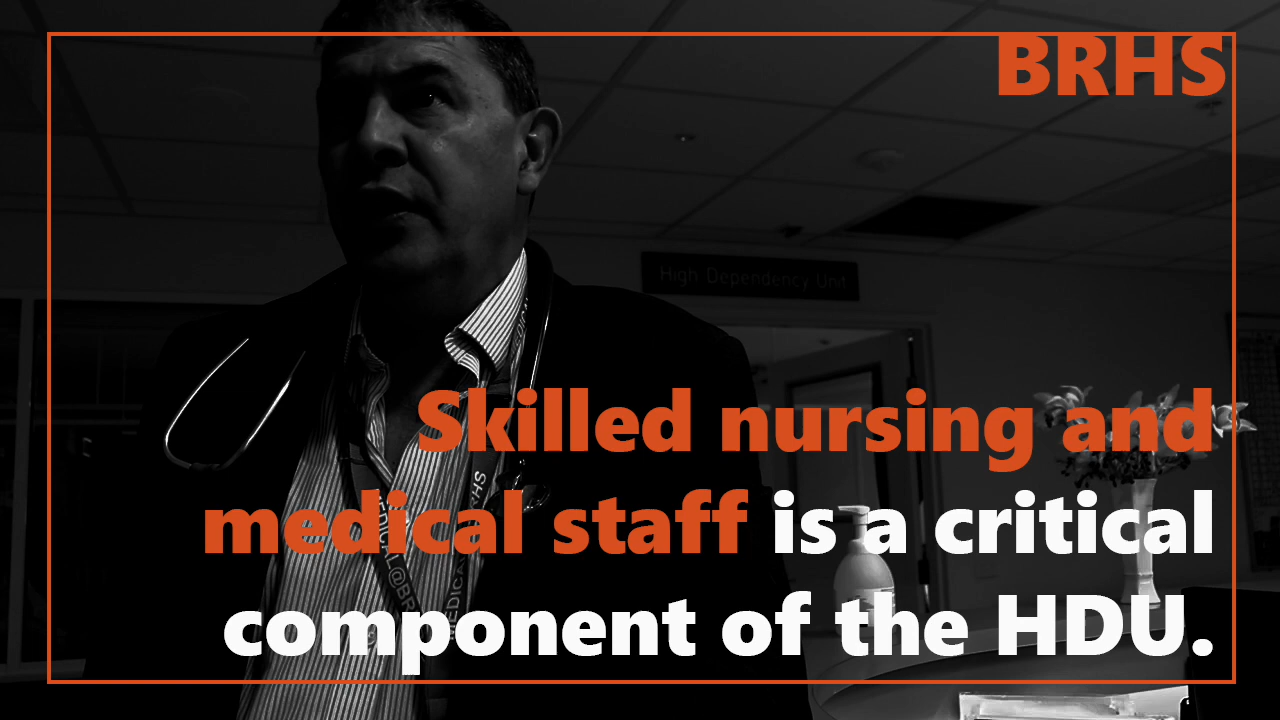 BRHS
High Dependency Unit
Skilled nursing and
medical staff is a critical
component of the HDU.